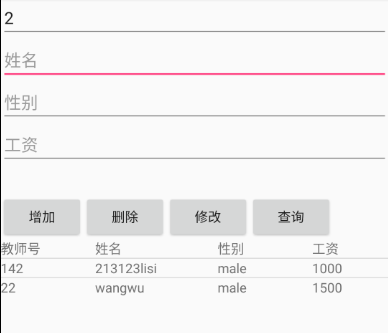 2
姓名
性别
工资
增加 删除 修改 查询
教师号 姓名 性别 工资
142 213123lisi male 1000
22 wangwu male 1500